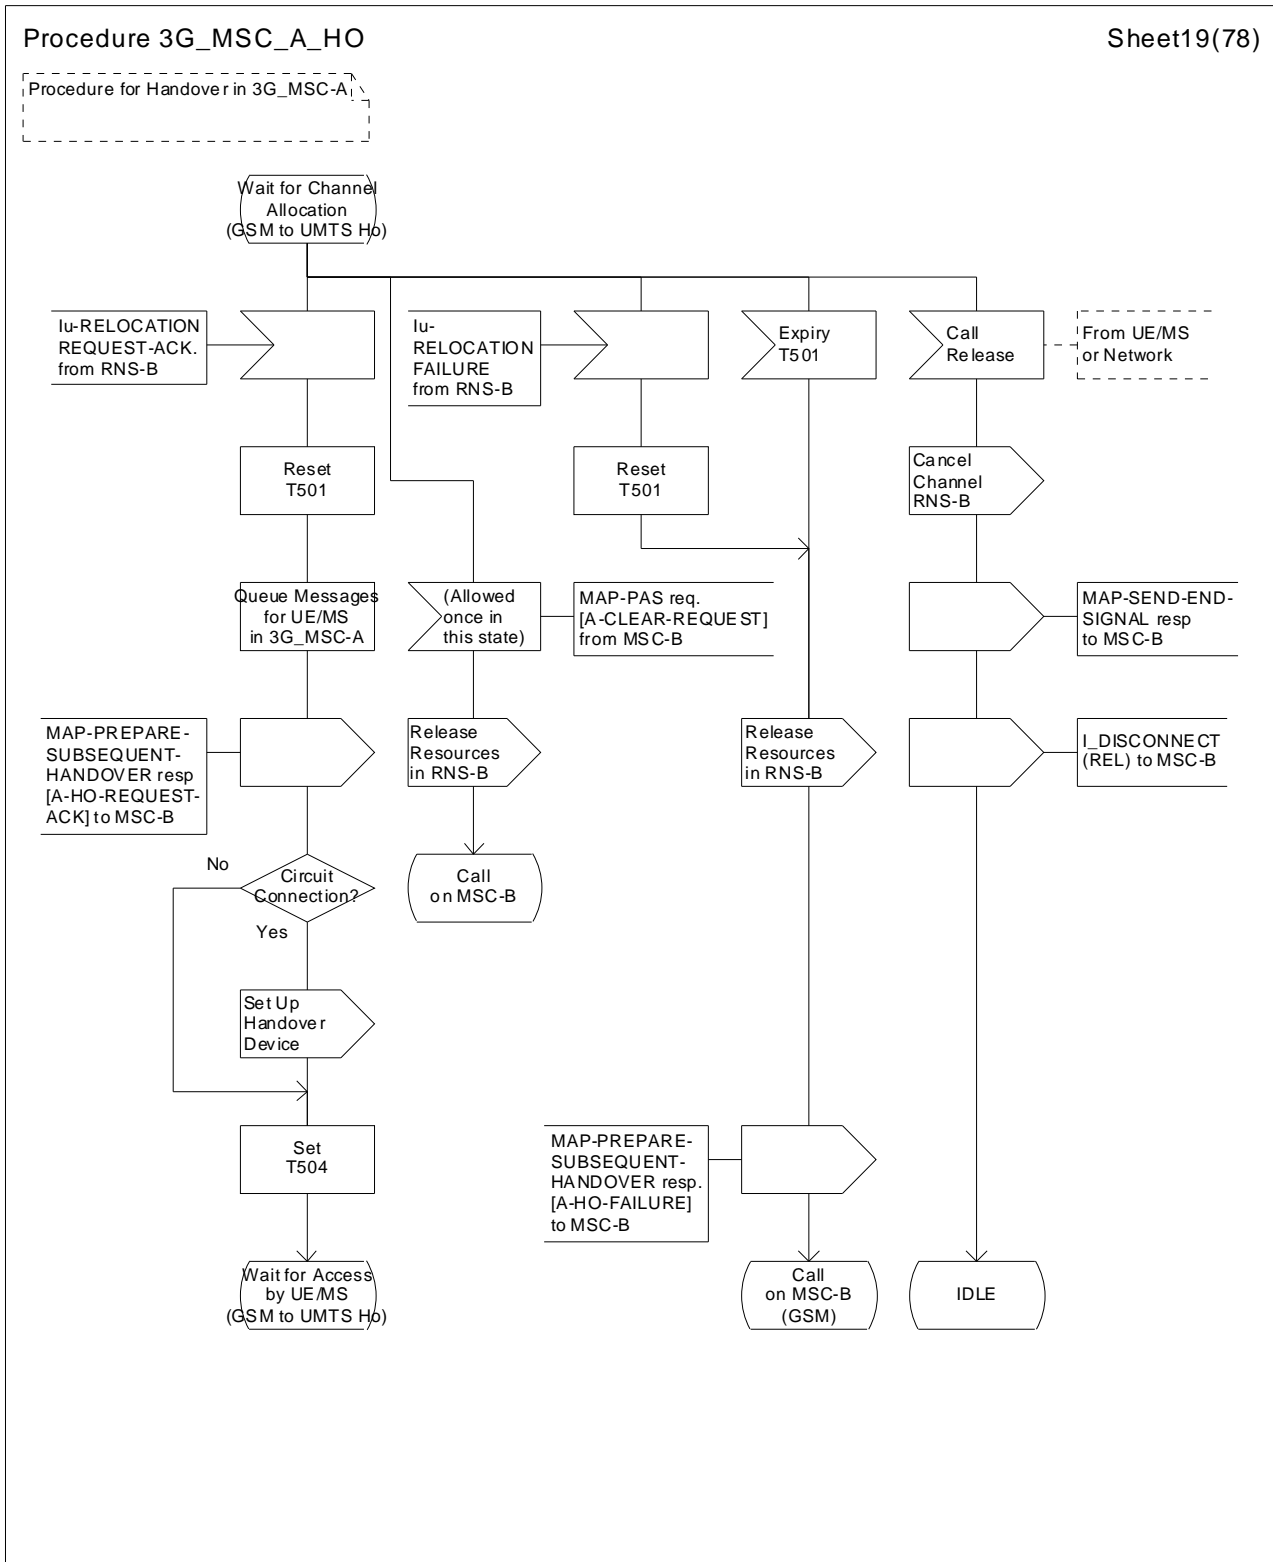 Procedure 3G_MSC_A_HO
Sheet19(78)
Procedure for Handover in 3G_MSC-A
Wait for Channel
Allocation
(GSM to UMTS Ho)
Iu-RELOCATION
REQUEST-ACK.
from RNS-B
Iu-
RELOCATION
FAILURE
from RNS-B
Expiry
T501
Call
Release
From UE/MS
or Network
Reset
T501
Reset
T501
Cancel
Channel
RNS-B
Queue Messages
for UE/MS
in 3G_MSC-A
(Allowed
once in
this state)
MAP-PAS req.
[A-CLEAR-REQUEST]
from MSC-B
MAP-SEND-END-
SIGNAL resp
to MSC-B
MAP-PREPARE-
SUBSEQUENT-
HANDOVER resp
[A-HO-REQUEST-
ACK] to MSC-B
Release
Resources
in RNS-B
Release
Resources
in RNS-B
I_DISCONNECT
(REL) to MSC-B
No
Circuit
Connection?
Yes
Call
on MSC-B
Set Up
Handover
Device
Set
T504
MAP-PREPARE-
SUBSEQUENT-
HANDOVER resp.
[A-HO-FAILURE]
to MSC-B
Wait for Access
by UE/MS
(GSM to UMTS Ho)
Call
on MSC-B
(GSM)
IDLE